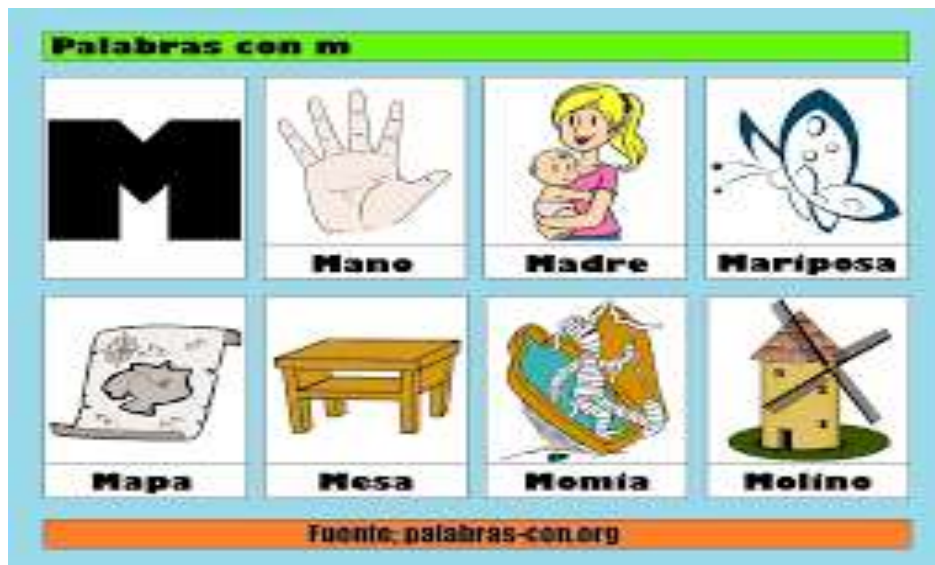 Palabras con m
M
Mano
Madre
Mariposa
Mapa
Mesa
Momia
Molino
Fuente: palabras-con.org